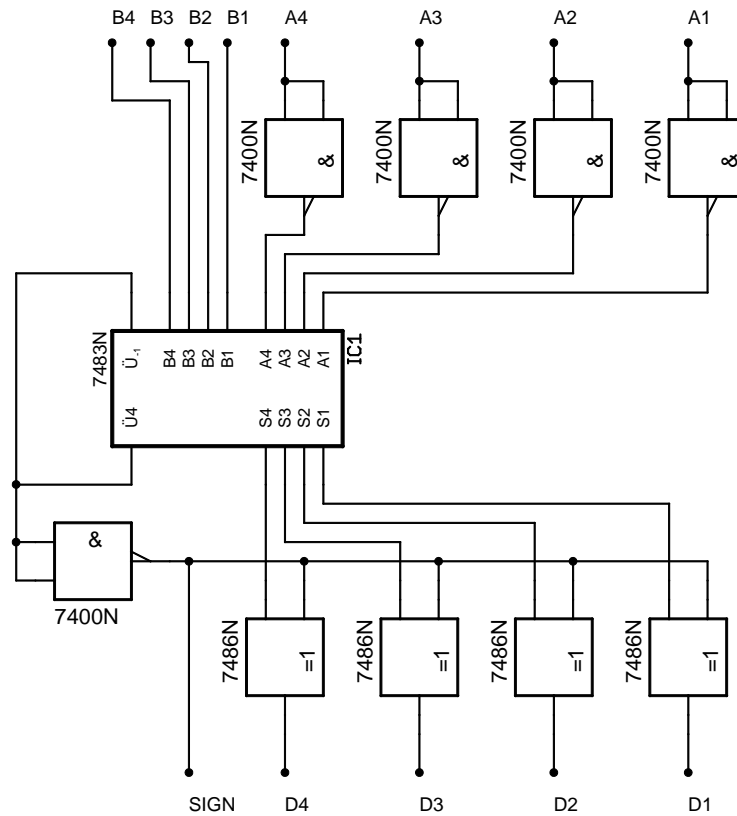 B4 B3 B2 B1 A4 A3 A2 A1
7400N & 7400N & 7400N & 7400N &
7483N Ü-1 B4 B3 B2 B1 A4 A3 A2 A1 IC1
Ü4 S4 S3 S2 S1
&
7400N
7486N =1 7486N =1 7486N =1 7486N =1
SIGN D4 D3 D2 D1